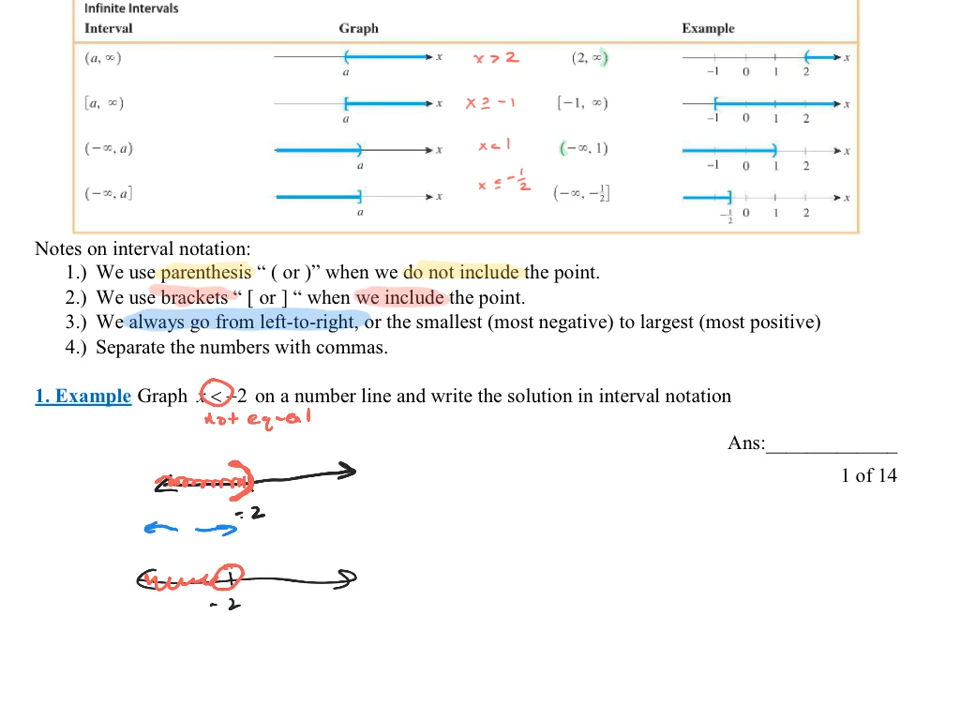 Infinite Intervals
Interval Graph Example
(a, ∞) x a x > 2 (2, ∞) -1 0 1 2 x
[a, ∞) x a x ≥ -1 [−1, ∞) -1 0 1 2 x
(−∞, a) x a x < 1 (−∞, 1) -1 0 1 2 x
(−∞, a] x a x ≤ -1/2 (−∞, −1/2] -1/2 0 1 2 x
Notes on interval notation:
1.) We use parenthesis “ ( or )” when we do not include the point.
2.) We use brackets “ [ or ] “ when we include the point.
3.) We always go from left-to-right, or the smallest (most negative) to largest (most positive)
4.) Separate the numbers with commas.
1. Example Graph x < -2 on a number line and write the solution in interval notation
not equal
Ans:
1 of 14
-2
-2